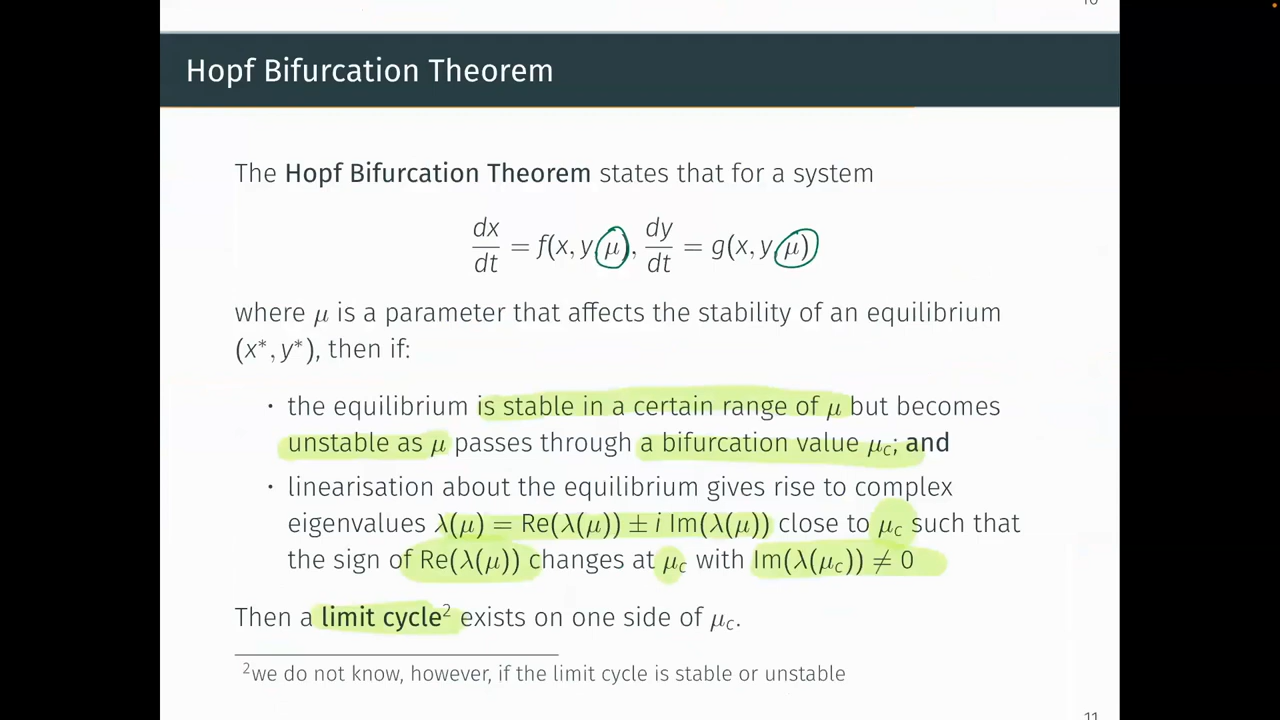 Hopf Bifurcation Theorem
The Hopf Bifurcation Theorem states that for a system
dx/dt = f(x, y μ), dy/dt = g(x, y μ)
where μ is a parameter that affects the stability of an equilibrium
(x*, y*), then if:
· the equilibrium is stable in a certain range of μ but becomes
unstable as μ passes through a bifurcation value μc; and
· linearisation about the equilibrium gives rise to complex
eigenvalues λ(μ) = Re(λ(μ)) ± i Im(λ(μ)) close to μc such that
the sign of Re(λ(μ)) changes at μc with Im(λ(μc)) ≠ 0
Then a limit cycle² exists on one side of μc.
²we do not know, however, if the limit cycle is stable or unstable